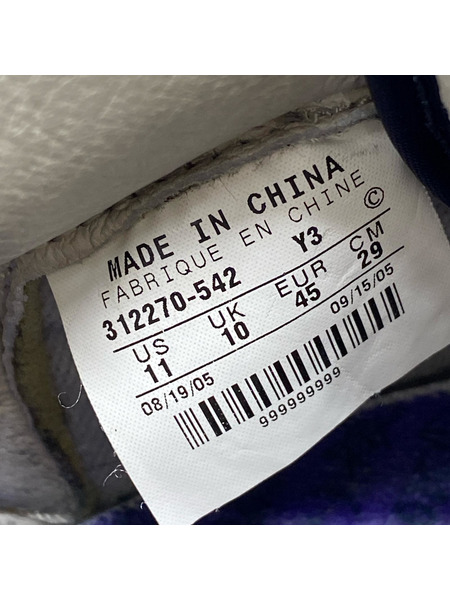 MADE IN CHINA
FABRIQUE EN CHINE ©
312270-542 Y3
US UK EUR CM
11 10 45 29
08/19/05 09/15/05
999999999